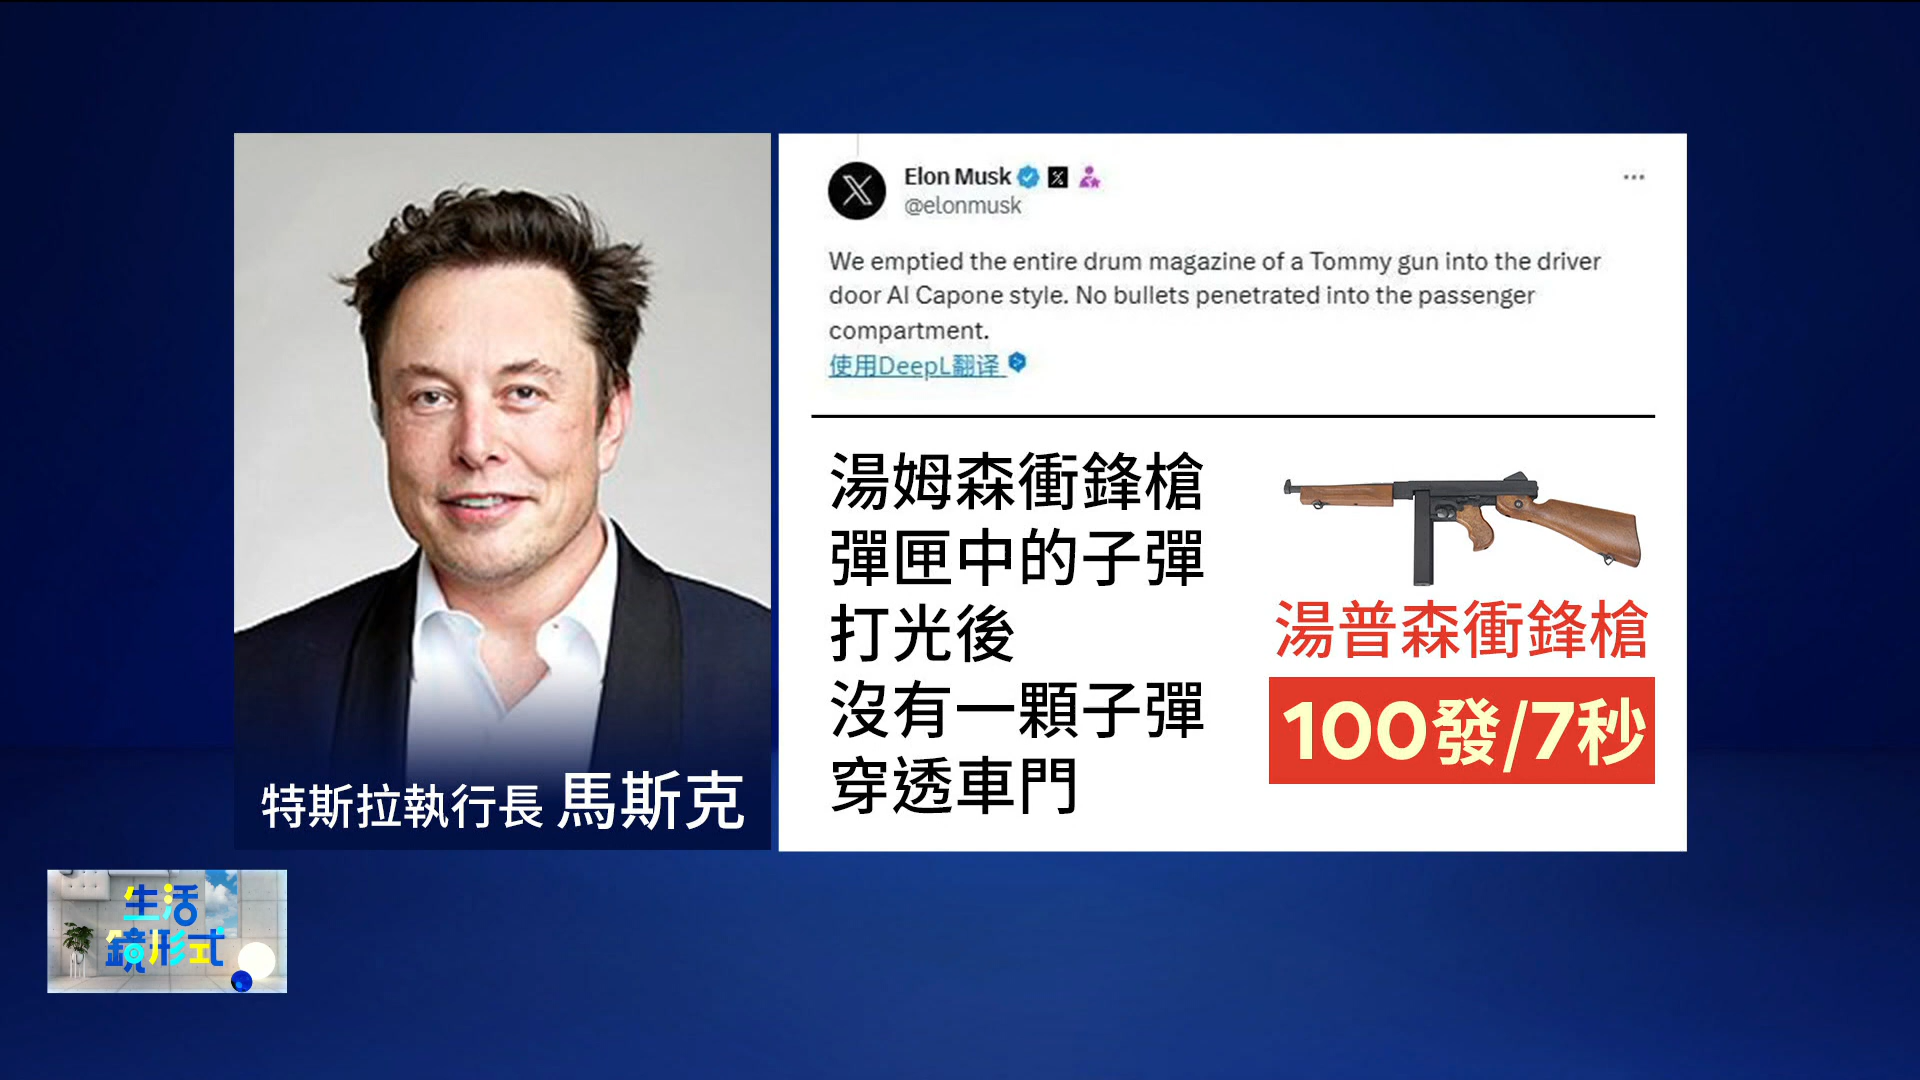 Elon Musk
@elonmusk
We emptied the entire drum magazine of a Tommy gun into the driver
door Al Capone style. No bullets penetrated into the passenger
compartment.
使用DeepL翻译
湯姆森衝鋒槍
彈匣中的子彈
打光後
沒有一顆子彈
穿透車門
湯普森衝鋒槍
100發/7秒
特斯拉執行長 馬斯克
生活
鏡形式